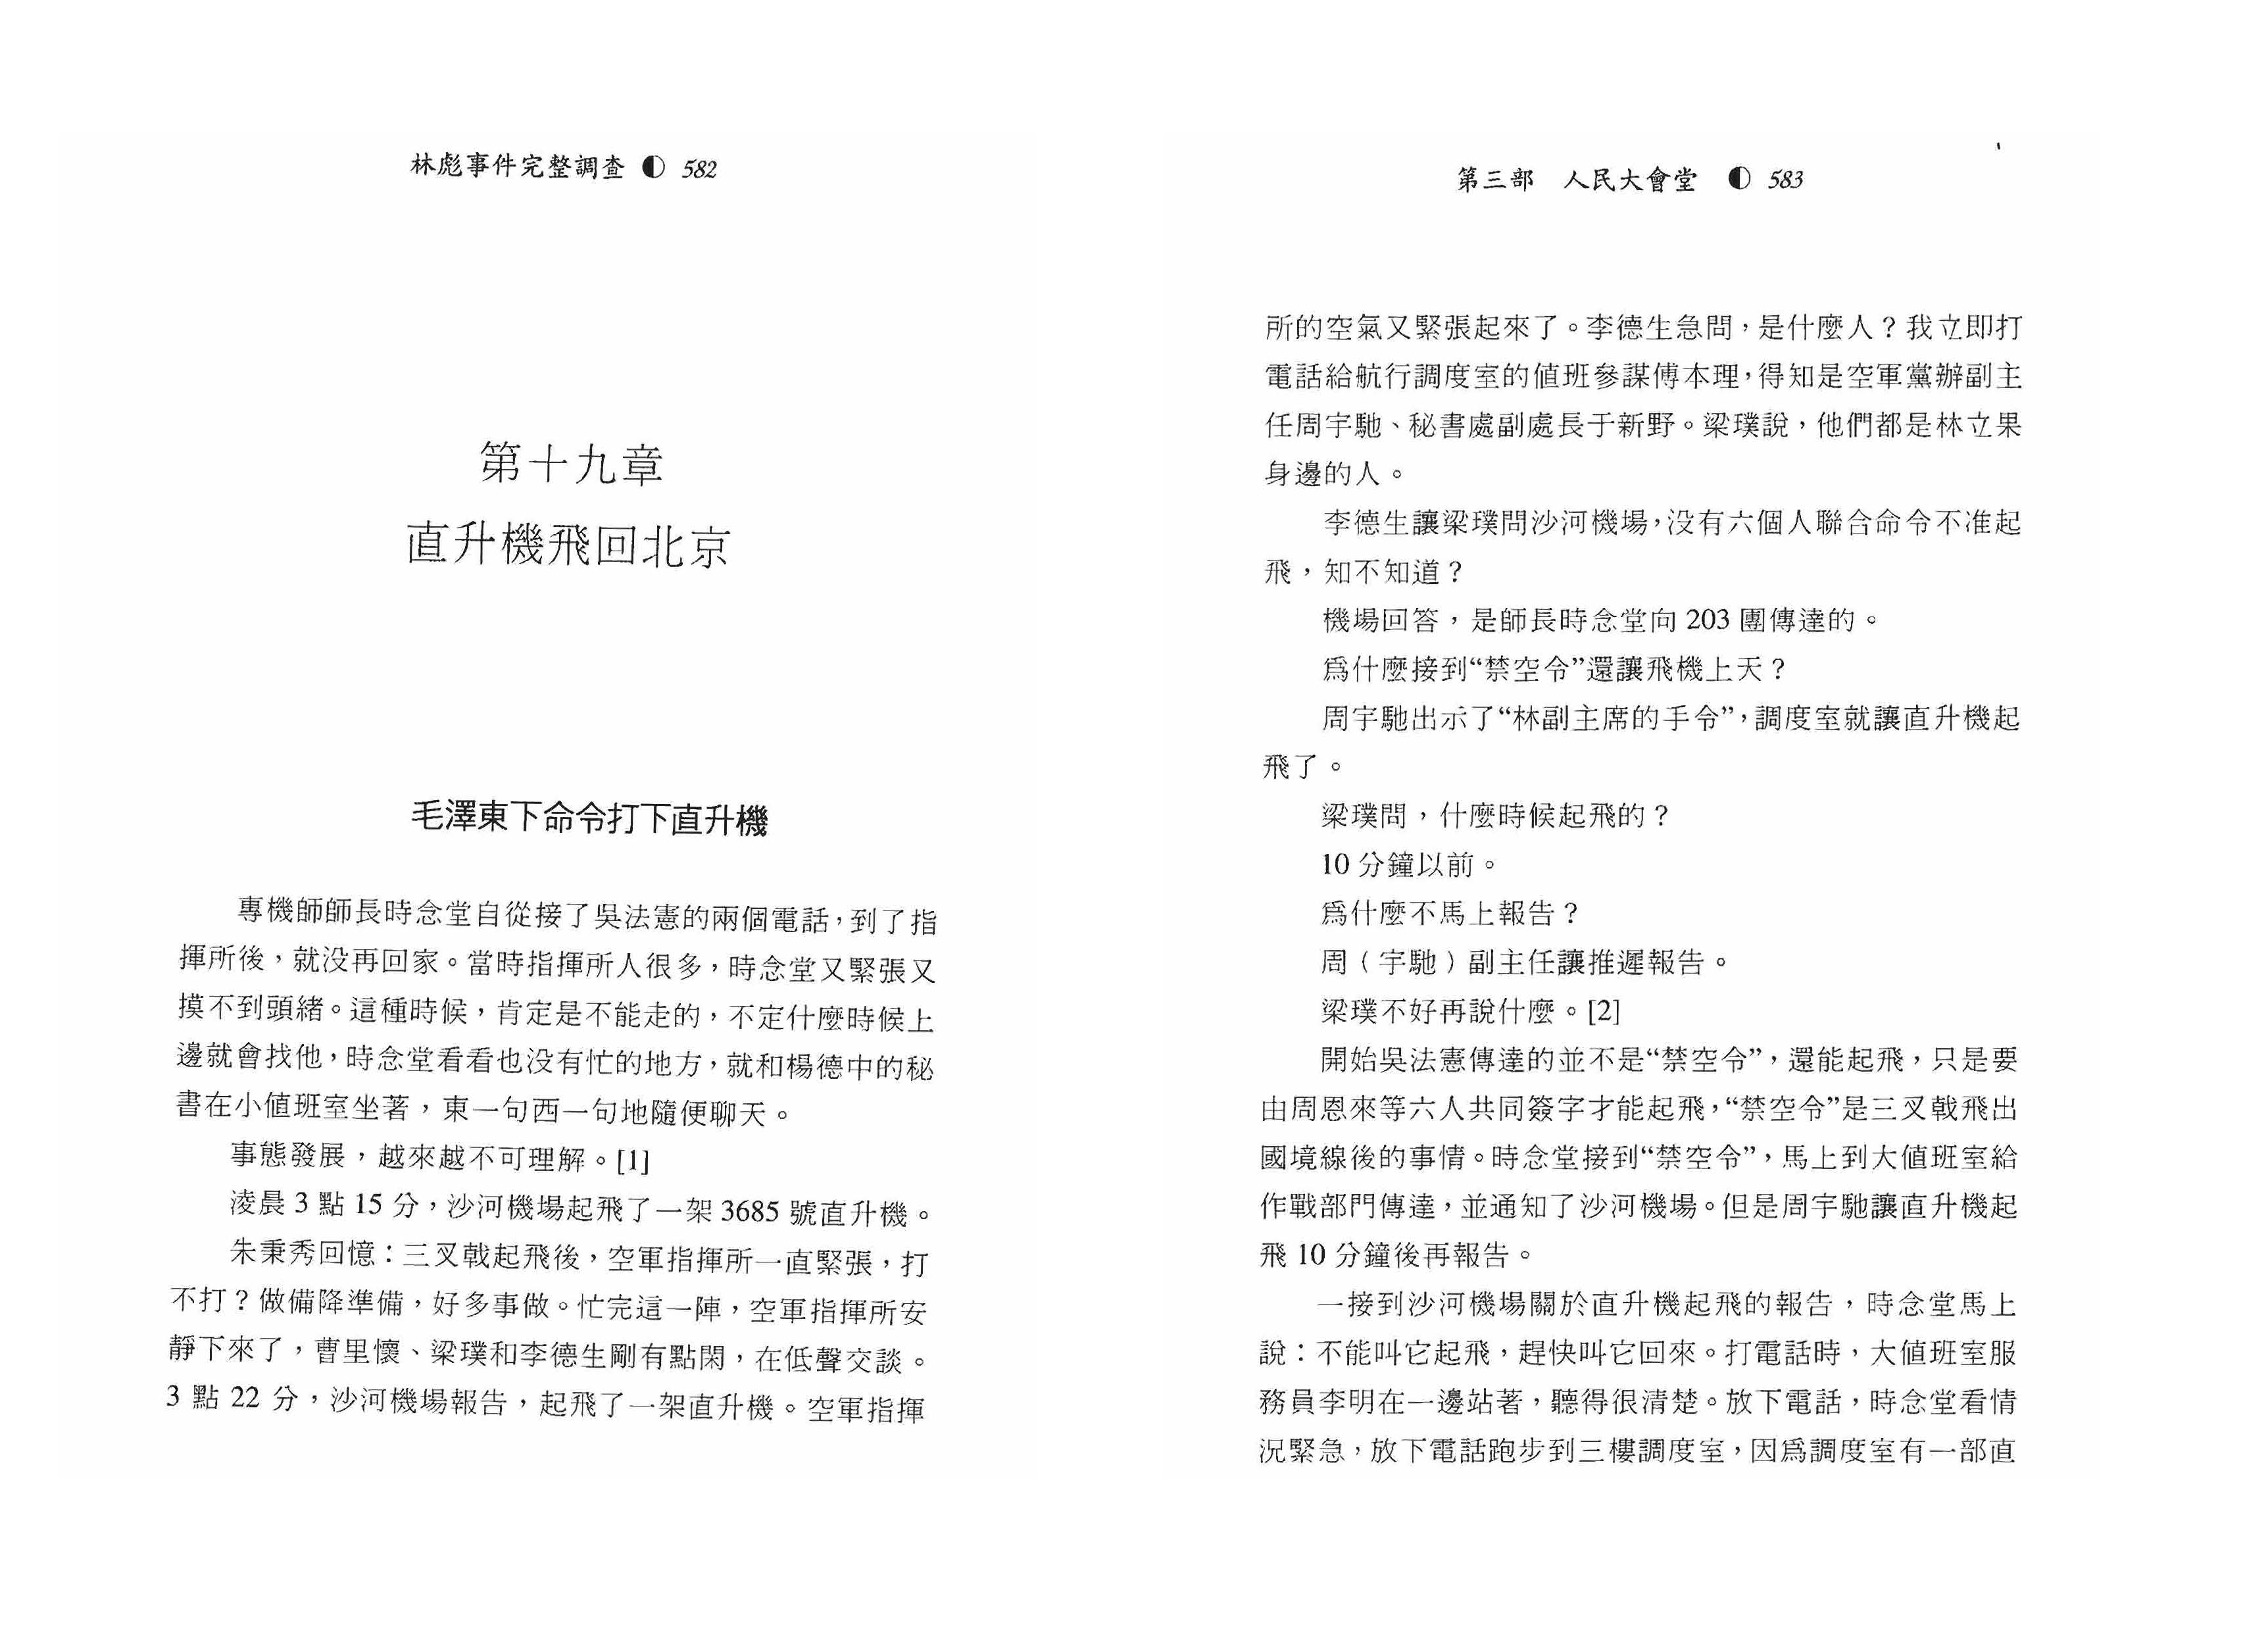 林彪事件完整調查 ◐ 582
第十九章
直升機飛回北京
毛澤東下命令打下直升機
專機師師長時念堂自從接了吳法憲的兩個電話，到了指
揮所後，就没再回家。當時指揮所人很多，時念堂又緊張又
摸不到頭緒。這種時候，肯定是不能走的，不定什麼時候上
邊就會找他，時念堂看看也没有忙的地方，就和楊德中的秘
書在小值班室坐著，東一句西一句地隨便聊天。
事態發展，越來越不可理解。[1]
凌晨 3 點 15 分，沙河機場起飛了一架 3685 號直升機。
朱秉秀回憶：三叉戟起飛後，空軍指揮所一直緊張，打
不打？做備降準備，好多事做。忙完這一陣，空軍指揮所安
靜下來了，曹里懷、梁璞和李德生剛有點閑，在低聲交談。
3 點 22 分，沙河機場報告，起飛了一架直升機。空軍指揮
第三部　人民大會堂　◐ 583
所的空氣又緊張起來了。李德生急問，是什麼人？我立即打
電話給航行調度室的值班參謀傅本理，得知是空軍黨辦副主
任周宇馳、秘書處副處長于新野。梁璞說，他們都是林立果
身邊的人。
李德生讓梁璞問沙河機場，没有六個人聯合命令不准起
飛，知不知道？
機場回答，是師長時念堂向 203 團傳達的。
爲什麼接到“禁空令”還讓飛機上天？
周宇馳出示了“林副主席的手令”，調度室就讓直升機起
飛了。
梁璞問，什麼時候起飛的？
10 分鐘以前。
爲什麼不馬上報告？
周（宇馳）副主任讓推遲報告。
梁璞不好再說什麼。[2]
開始吳法憲傳達的並不是“禁空令”，還能起飛，只是要
由周恩來等六人共同簽字才能起飛，“禁空令”是三叉戟飛出
國境線後的事情。時念堂接到“禁空令”，馬上到大值班室給
作戰部門傳達，並通知了沙河機場。但是周宇馳讓直升機起
飛 10 分鐘後再報告。
一接到沙河機場關於直升機起飛的報告，時念堂馬上
說：不能叫它起飛，趕快叫它回來。打電話時，大值班室服
務員李明在一邊站著，聽得很清楚。放下電話，時念堂看情
況緊急，放下電話跑步到三樓調度室，因爲調度室有一部直